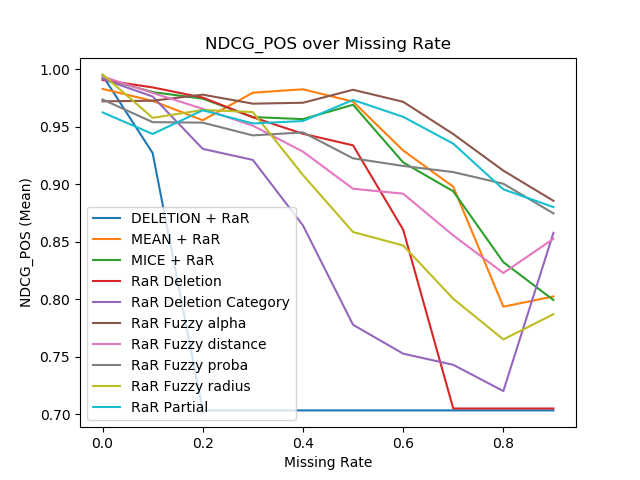 NDCG_POS over Missing Rate
NDCG_POS (Mean)
1.00
0.95
0.90
0.85
0.80
0.75
0.70
DELETION + RaR
MEAN + RaR
MICE + RaR
RaR Deletion
RaR Deletion Category
RaR Fuzzy alpha
RaR Fuzzy distance
RaR Fuzzy proba
RaR Fuzzy radius
RaR Partial
0.0 0.2 0.4 0.6 0.8
Missing Rate